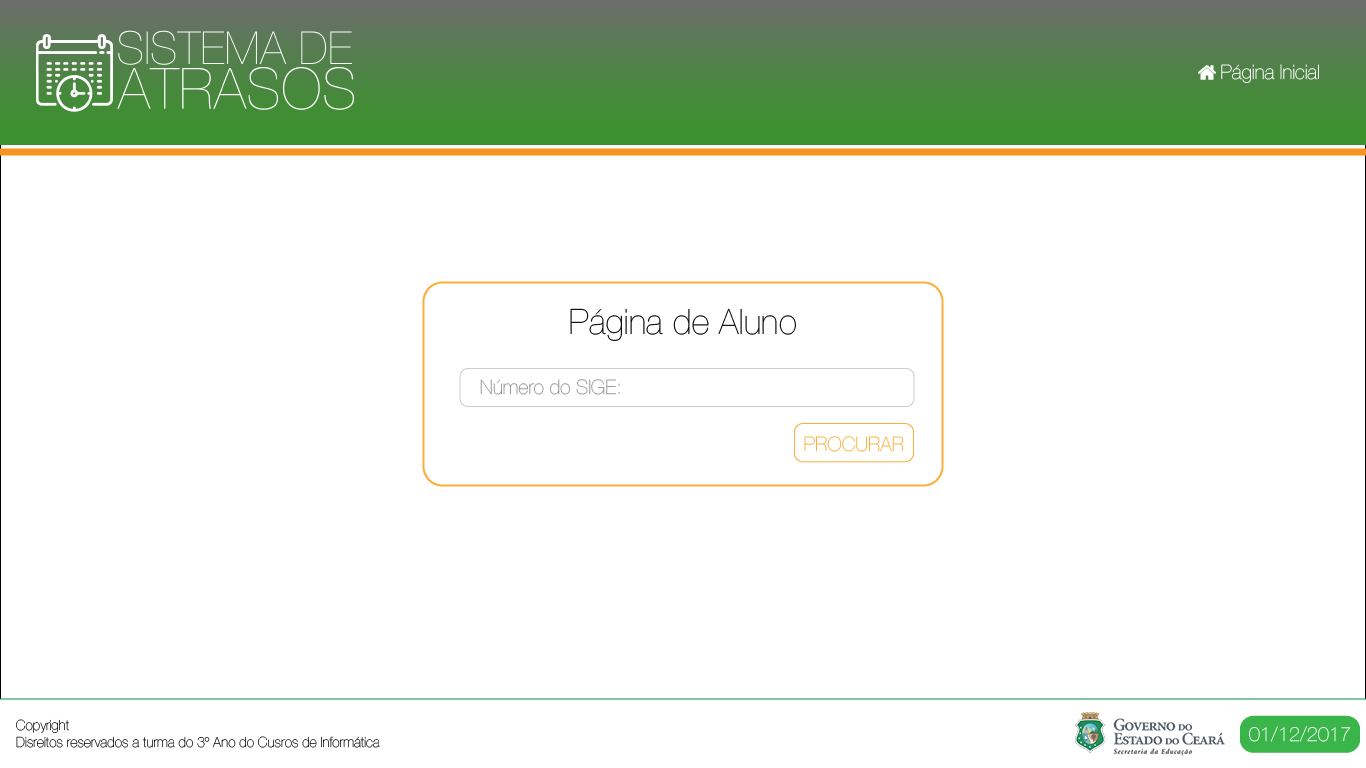 SISTEMA DE
ATRASOS
Página Inicial
Página de Aluno
Número do SIGE:
PROCURAR
Copyright
Disreitos reservados a turma do 3º Ano do Cusros de Informática
GOVERNO DO
ESTADO DO CEARÁ
Secretaria da Educação
01/12/2017